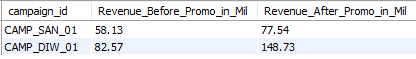 campaign_id Revenue_Before_Promo_in_Mil Revenue_After_Promo_in_Mil
CAMP_SAN_01 58.13 77.54
CAMP_DIW_01 82.57 148.73